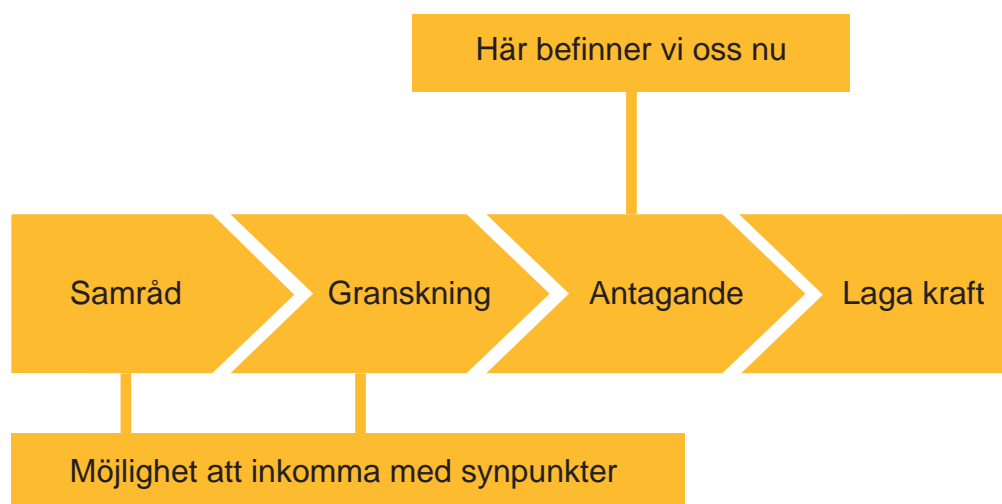 Här befinner vi oss nu
Samråd
Granskning
Antagande
Laga kraft
Möjlighet att inkomma med synpunkter